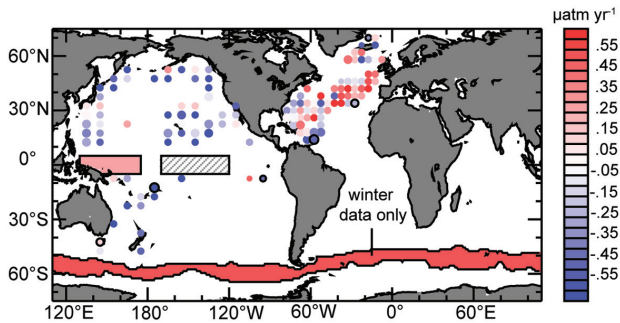 µatm yr⁻¹
60°N
30°N
0°
30°S
60°S
winter
data only
120°E
180°
120°W
60°W
0°
60°E
.55
.45
.35
.25
.15
.05
-.05
-.15
-.25
-.35
-.45
-.55